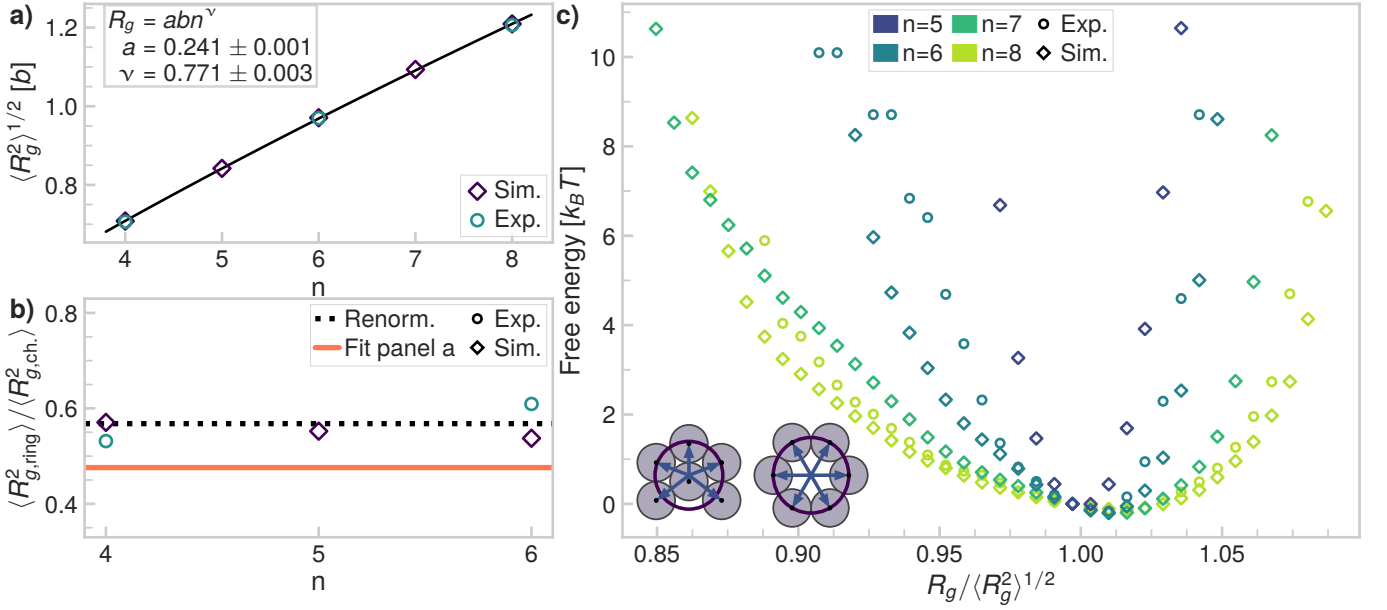 a)
R_g = abn^ν
a = 0.241 ± 0.001
ν = 0.771 ± 0.003
1.2
1.0
0.8
⟨R_g^2⟩^{1/2} [b]
Sim.
Exp.
4 5 6 7 8
n
b)
0.8
0.6
0.4
⟨R_{g,ring}^2⟩/⟨R_{g,ch.}^2⟩
Renorm.
Fit panel a
Exp.
Sim.
4 5 6
n
c)
10
8
6
4
2
0
Free energy [k_BT]
n=5 n=7 Exp.
n=6 n=8 Sim.
0.85 0.90 0.95 1.00 1.05
R_g/⟨R_g^2⟩^{1/2}